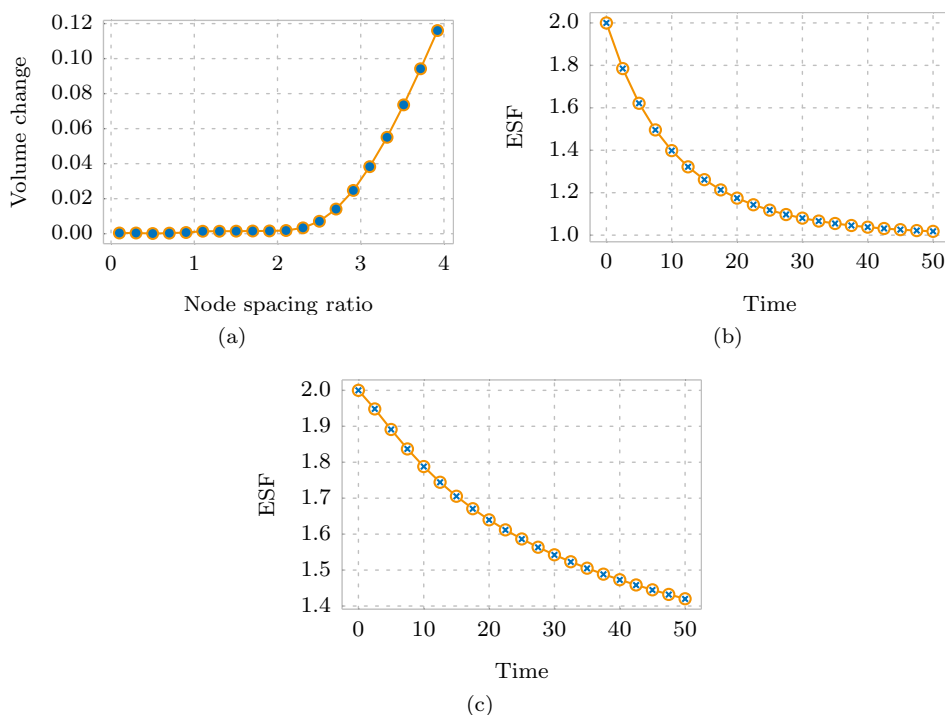 0.12
0.10
0.08
0.06
0.04
0.02
0.00
Volume change
0 1 2 3 4
Node spacing ratio
(a)
2.0
1.8
1.6
1.4
1.2
1.0
ESF
0 10 20 30 40 50
Time
(b)
2.0
1.9
1.8
1.7
1.6
1.5
1.4
ESF
0 10 20 30 40 50
Time
(c)